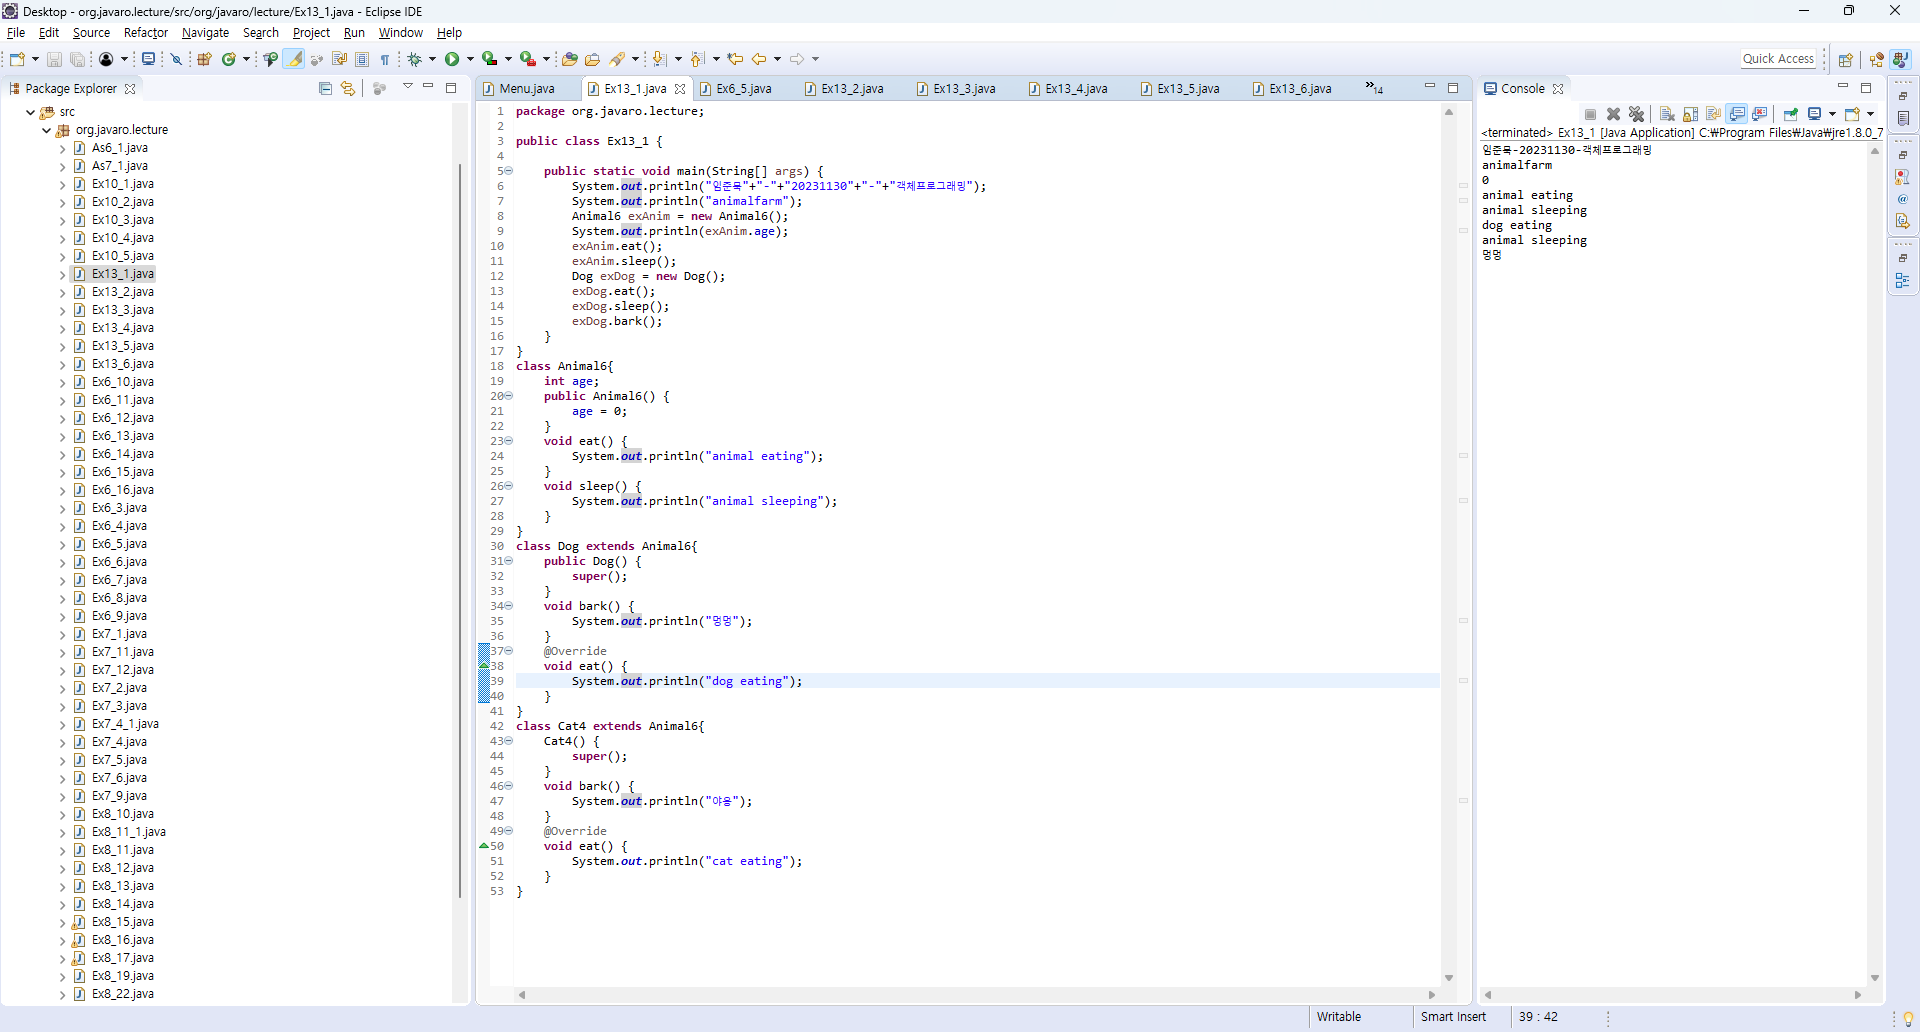 Desktop - org.javaro.lecture/src/org/javaro/lecture/Ex13_1.java - Eclipse IDE
File Edit Source Refactor Navigate Search Project Run Window Help
Quick Access
Package Explorer
src
org.javaro.lecture
As6_1.java
As7_1.java
Ex10_1.java
Ex10_2.java
Ex10_3.java
Ex10_4.java
Ex10_5.java
Ex13_1.java
Ex13_2.java
Ex13_3.java
Ex13_4.java
Ex13_5.java
Ex13_6.java
Ex6_10.java
Ex6_11.java
Ex6_12.java
Ex6_13.java
Ex6_14.java
Ex6_15.java
Ex6_16.java
Ex6_3.java
Ex6_4.java
Ex6_5.java
Ex6_6.java
Ex6_7.java
Ex6_8.java
Ex6_9.java
Ex7_1.java
Ex7_11.java
Ex7_12.java
Ex7_2.java
Ex7_3.java
Ex7_4_1.java
Ex7_4.java
Ex7_5.java
Ex7_6.java
Ex7_9.java
Ex8_10.java
Ex8_11_1.java
Ex8_11.java
Ex8_12.java
Ex8_13.java
Ex8_14.java
Ex8_15.java
Ex8_16.java
Ex8_17.java
Ex8_19.java
Ex8_22.java
Menu.java Ex13_1.java Ex6_5.java Ex13_2.java Ex13_3.java Ex13_4.java Ex13_5.java Ex13_6.java »14
1 package org.javaro.lecture;
2
3 public class Ex13_1 {
4
5 public static void main(String[] args) {
6 System.out.println("임준묵"+"-"+"20231130"+"-"+"객체프로그래밍");
7 System.out.println("animalfarm");
8 Animal6 exAnim = new Animal6();
9 System.out.println(exAnim.age);
10 exAnim.eat();
11 exAnim.sleep();
12 Dog exDog = new Dog();
13 exDog.eat();
14 exDog.sleep();
15 exDog.bark();
16 }
17 }
18 class Animal6{
19 int age;
20 public Animal6() {
21 age = 0;
22 }
23 void eat() {
24 System.out.println("animal eating");
25 }
26 void sleep() {
27 System.out.println("animal sleeping");
28 }
29 }
30 class Dog extends Animal6{
31 public Dog() {
32 super();
33 }
34 void bark() {
35 System.out.println("멍멍");
36 }
37 @Override
38 void eat() {
39 System.out.println("dog eating");
40 }
41 }
42 class Cat4 extends Animal6{
43 Cat4() {
44 super();
45 }
46 void bark() {
47 System.out.println("야옹");
48 }
49 @Override
50 void eat() {
51 System.out.println("cat eating");
52 }
53 }
Console
<terminated> Ex13_1 [Java Application] C:₩Program Files₩Java₩jre1.8.0_7
임준묵-20231130-객체프로그래밍
animalfarm
0
animal eating
animal sleeping
dog eating
animal sleeping
멍멍
Writable Smart Insert 39 : 42